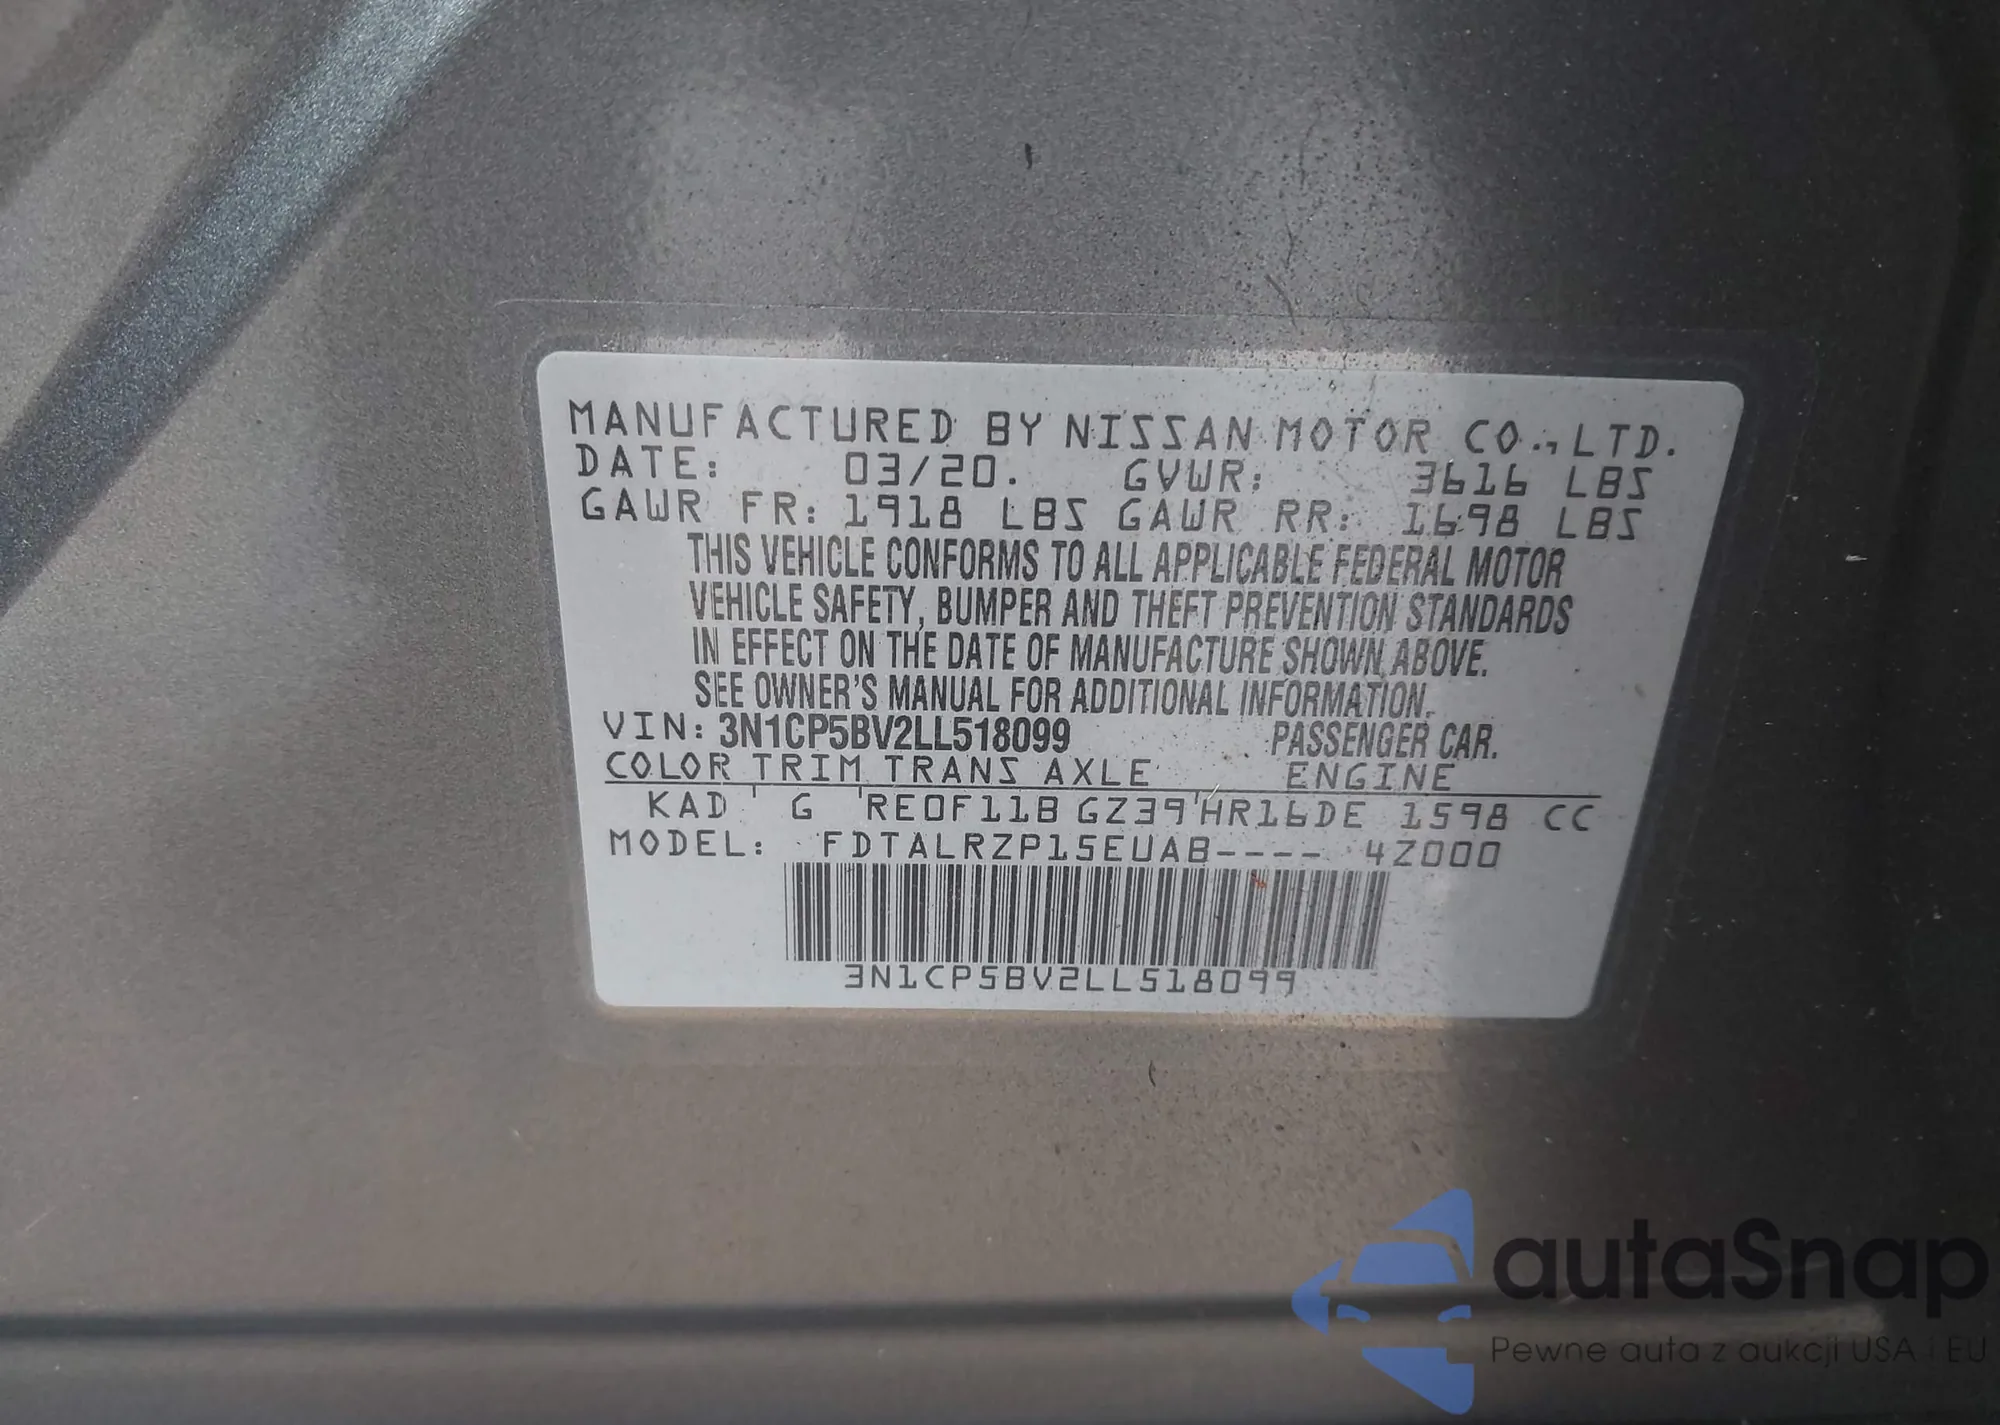 MANUFACTURED BY NISSAN MOTOR CO., LTD.
DATE: 03/20. GVWR: 3616 LBS
GAWR FR: 1918 LBS GAWR RR: 1698 LBS
THIS VEHICLE CONFORMS TO ALL APPLICABLE FEDERAL MOTOR
VEHICLE SAFETY, BUMPER AND THEFT PREVENTION STANDARDS
IN EFFECT ON THE DATE OF MANUFACTURE SHOWN ABOVE.
SEE OWNER'S MANUAL FOR ADDITIONAL INFORMATION.
VIN: 3N1CP5BV2LL518099 PASSENGER CAR.
COLOR TRIM TRANS AXLE ENGINE
KAD G RE0F11B GZ39 HR16DE 1598 CC
MODEL: FDTALRZP15EUAB---- 4Z000
3N1CP5BV2LL518099
autaSnap
Pewne auta z aukcji USA i EU